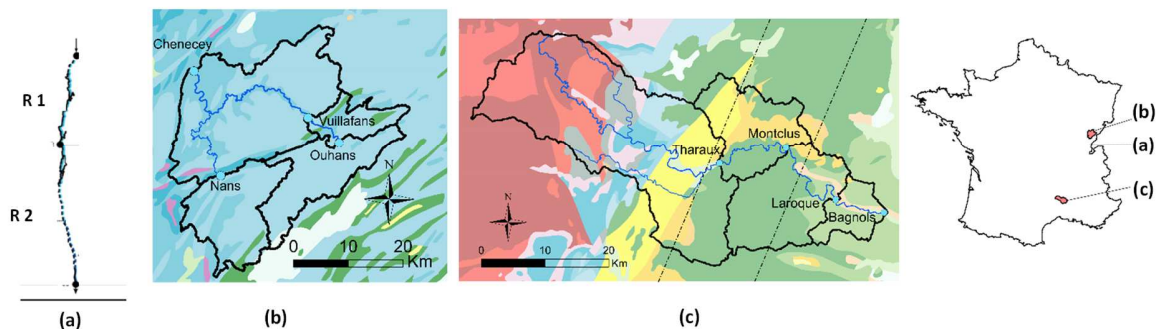 R 1
R 2
(a)
Chenecey
Vuillafans
Ouhans
Nans
N
0 10 20
Km
(b)
Tharaux
Montclus
Laroque
Bagnols
N
0 10 20
Km
(c)
(b)
(a)
(c)